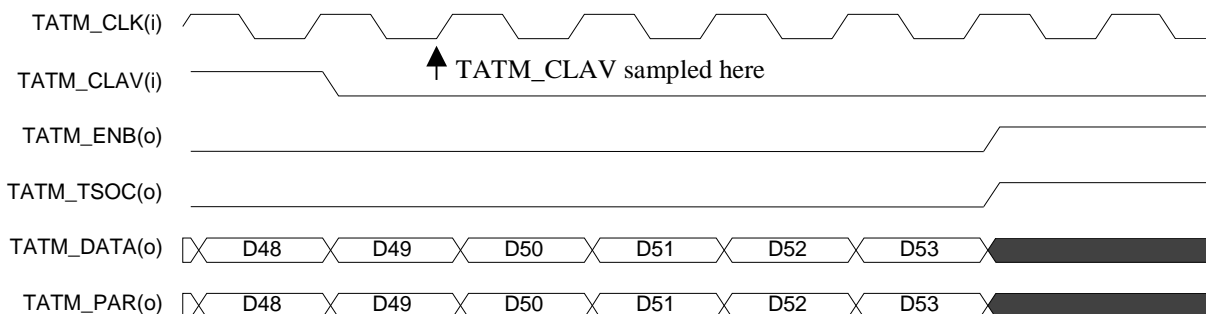 TATM_CLK(i)
TATM_CLAV sampled here
TATM_CLAV(i)
TATM_ENB(o)
TATM_TSOC(o)
TATM_DATA(o) D48 D49 D50 D51 D52 D53
TATM_PAR(o) D48 D49 D50 D51 D52 D53